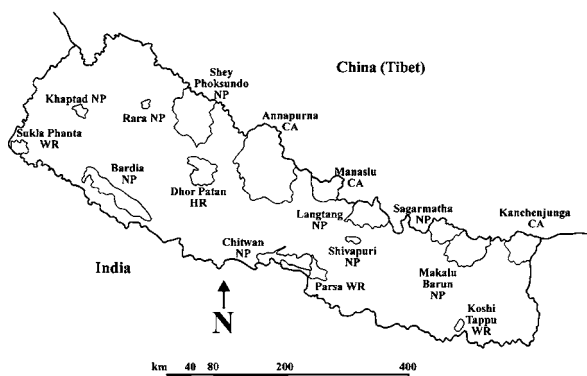 China (Tibet)
Shey
Phoksundo
NP
Khaptad NP
Rara NP
Annapurna
CA
Sukla Phanta
WR
Bardia
NP
Dhor Patan
HR
Manaslu
CA
Langtang
NP
Sagarmatha
NP
Kanchenjunga
CA
Chitwan
NP
Shivapuri
NP
India
Parsa WR
Makalu
Barun
NP
Koshi
Tappu
WR
N
km 40 80 200 400